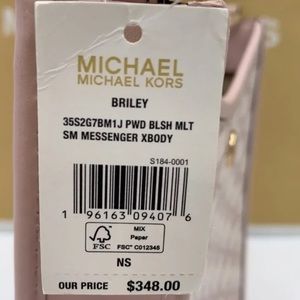 MICHAEL
MICHAEL KORS
BRILEY
35S2G7BM1J PWD BLSH MLT
SM MESSENGER XBODY
S184-0001
1 96163 09407 6
FSC
MIX
Paper
FSC™ C012345
NS
OUR PRICE $348.00